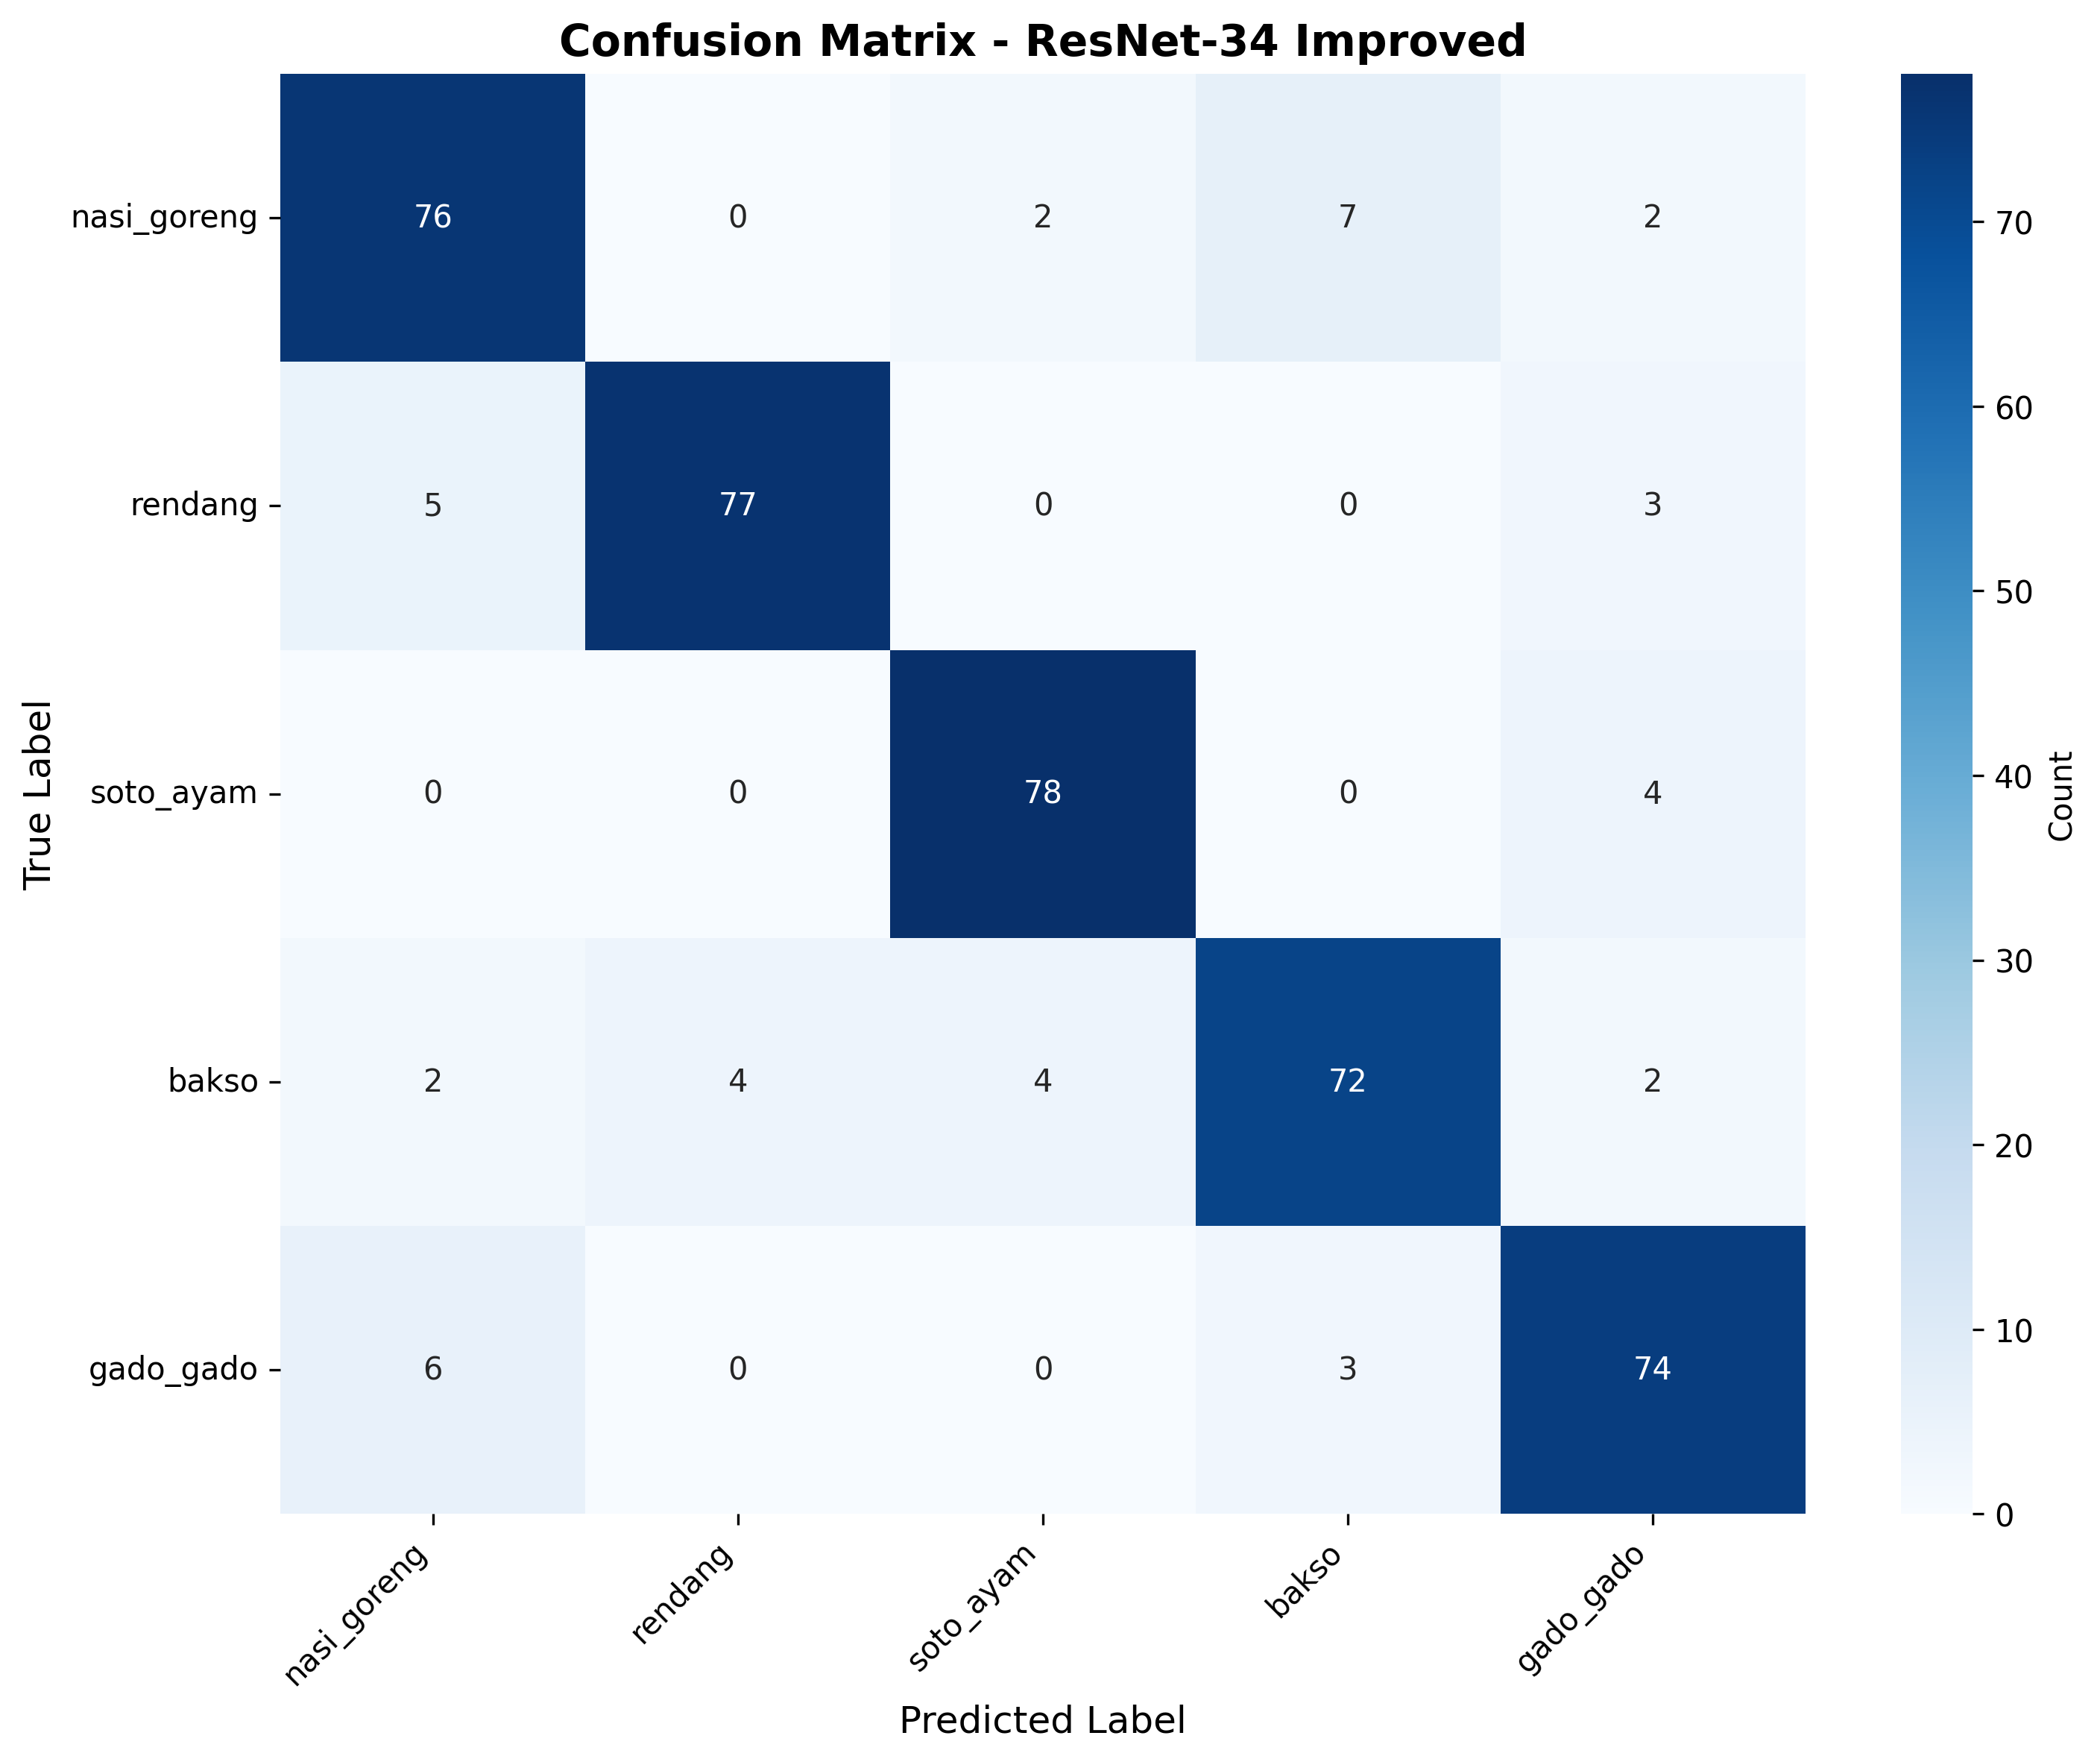 Confusion Matrix - ResNet-34 Improved
nasi_goreng 76 0 2 7 2
rendang 5 77 0 0 3
soto_ayam 0 0 78 0 4
bakso 2 4 4 72 2
gado_gado 6 0 0 3 74
True Label
nasi_goreng rendang soto_ayam bakso gado_gado
Predicted Label
70
60
50
40
30
20
10
0
Count